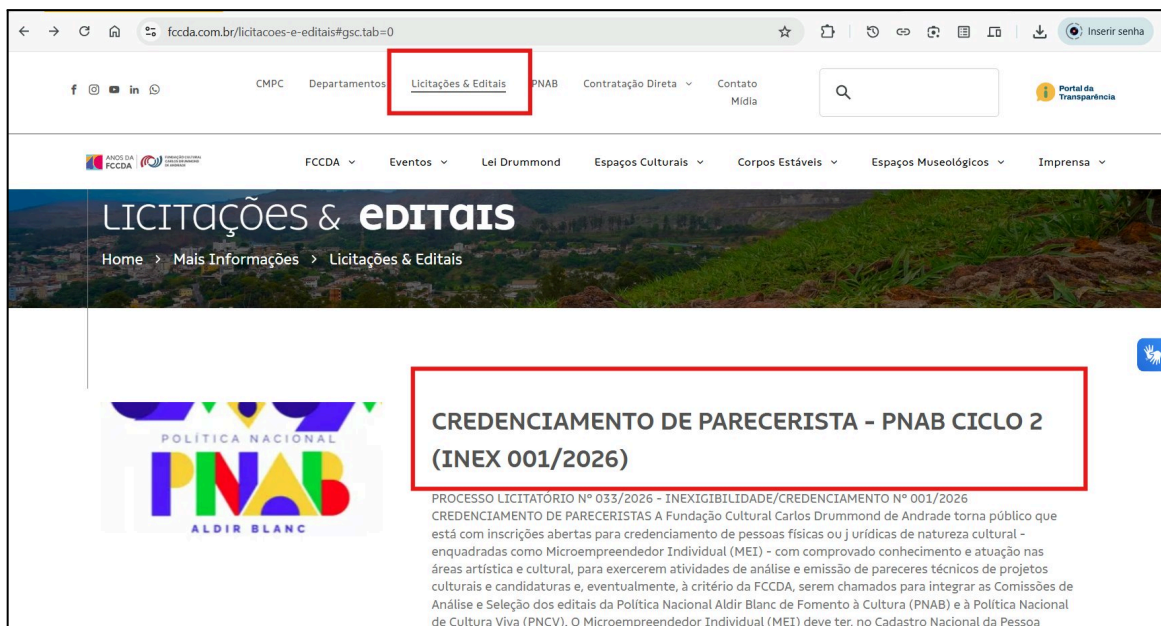 fccda.com.br/licitacoes-e-editais#gsc.tab=0
Inserir senha
CMPC Departamentos Licitações & Editais PNAB Contratação Direta Contato
Mídia
Portal da
Transparência
ANOS DA
FCCDA
FCCDA Eventos Lei Drummond Espaços Culturais Corpos Estáveis Espaços Museológicos Imprensa
LICITAÇÕES & EDITAIS
Home > Mais Informações > Licitações & Editais
POLÍTICA NACIONAL
PNAB
ALDIR BLANC
CREDENCIAMENTO DE PARECERISTA - PNAB CICLO 2
(INEX 001/2026)
PROCESSO LICITATÓRIO Nº 033/2026 - INEXIGIBILIDADE/CREDENCIAMENTO Nº 001/2026
CREDENCIAMENTO DE PARECERISTAS A Fundação Cultural Carlos Drummond de Andrade torna público que
está com inscrições abertas para credenciamento de pessoas físicas ou j urídicas de natureza cultural -
enquadradas como Microempreendedor Individual (MEI) - com comprovado conhecimento e atuação nas
áreas artística e cultural, para exercerem atividades de análise e emissão de pareceres técnicos de projetos
culturais e candidaturas e, eventualmente, à critério da FCCDA, serem chamados para integrar as Comissões de
Análise e Seleção dos editais da Política Nacional Aldir Blanc de Fomento à Cultura (PNAB) e à Política Nacional
de Cultura Viva (PNCV). O Microempreendedor Individual (MEI) deve ter, no Cadastro Nacional da Pessoa